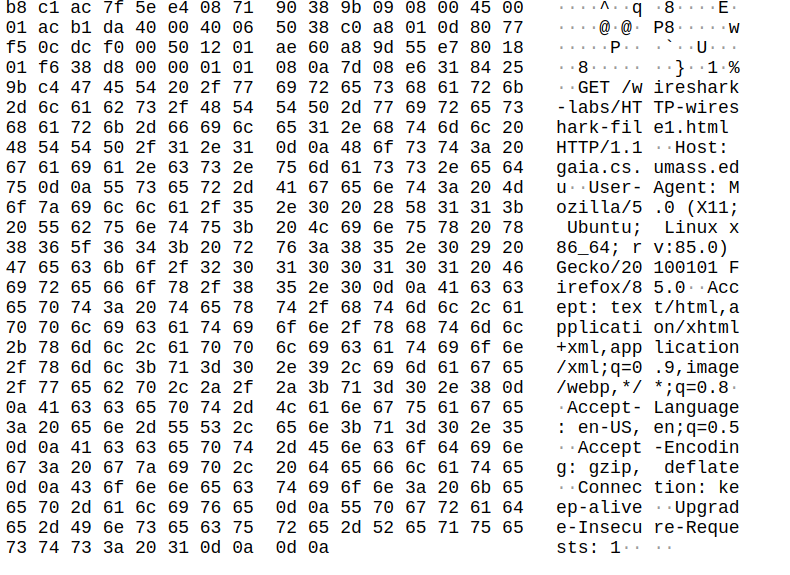 b8 c1 ac 7f 5e e4 08 71 90 38 9b 09 08 00 45 00 ····^··q ·8····E·
01 ac b1 da 40 00 40 06 50 38 c0 a8 01 0d 80 77 ····@·@· P8·····w
f5 0c dc f0 00 50 12 01 ae 60 a8 9d 55 e7 80 18 ·····P·· ·`··U···
01 f6 38 d8 00 00 01 01 08 0a 7d 08 e6 31 84 25 ··8····· ··}··1·%
9b c4 47 45 54 20 2f 77 69 72 65 73 68 61 72 6b ··GET /w ireshark
2d 6c 61 62 73 2f 48 54 54 50 2d 77 69 72 65 73 -labs/HT TP-wires
68 61 72 6b 2d 66 69 6c 65 31 2e 68 74 6d 6c 20 hark-fil e1.html
48 54 54 50 2f 31 2e 31 0d 0a 48 6f 73 74 3a 20 HTTP/1.1 ··Host:
67 61 69 61 2e 63 73 2e 75 6d 61 73 73 2e 65 64 gaia.cs. umass.ed
75 0d 0a 55 73 65 72 2d 41 67 65 6e 74 3a 20 4d u··User- Agent: M
6f 7a 69 6c 6c 61 2f 35 2e 30 20 28 58 31 31 3b ozilla/5 .0 (X11;
20 55 62 75 6e 74 75 3b 20 4c 69 6e 75 78 20 78 Ubuntu; Linux x
38 36 5f 36 34 3b 20 72 76 3a 38 35 2e 30 29 20 86_64; r v:85.0)
47 65 63 6b 6f 2f 32 30 31 30 30 31 30 31 20 46 Gecko/20 100101 F
69 72 65 66 6f 78 2f 38 35 2e 30 0d 0a 41 63 63 irefox/8 5.0··Acc
65 70 74 3a 20 74 65 78 74 2f 68 74 6d 6c 2c 61 ept: tex t/html,a
70 70 6c 69 63 61 74 69 6f 6e 2f 78 68 74 6d 6c pplicati on/xhtml
2b 78 6d 6c 2c 61 70 70 6c 69 63 61 74 69 6f 6e +xml,app lication
2f 78 6d 6c 3b 71 3d 30 2e 39 2c 69 6d 61 67 65 /xml;q=0 .9,image
2f 77 65 62 70 2c 2a 2f 2a 3b 71 3d 30 2e 38 0d /webp,*/ *;q=0.8·
0a 41 63 63 65 70 74 2d 4c 61 6e 67 75 61 67 65 ·Accept- Language
3a 20 65 6e 2d 55 53 2c 65 6e 3b 71 3d 30 2e 35 : en-US, en;q=0.5
0d 0a 41 63 63 65 70 74 2d 45 6e 63 6f 64 69 6e ··Accept -Encodin
67 3a 20 67 7a 69 70 2c 20 64 65 66 6c 61 74 65 g: gzip, deflate
0d 0a 43 6f 6e 6e 65 63 74 69 6f 6e 3a 20 6b 65 ··Connec tion: ke
65 70 2d 61 6c 69 76 65 0d 0a 55 70 67 72 61 64 ep-alive ··Upgrad
65 2d 49 6e 73 65 63 75 72 65 2d 52 65 71 75 65 e-Insecu re-Reque
73 74 73 3a 20 31 0d 0a 0d 0a sts: 1·· ··